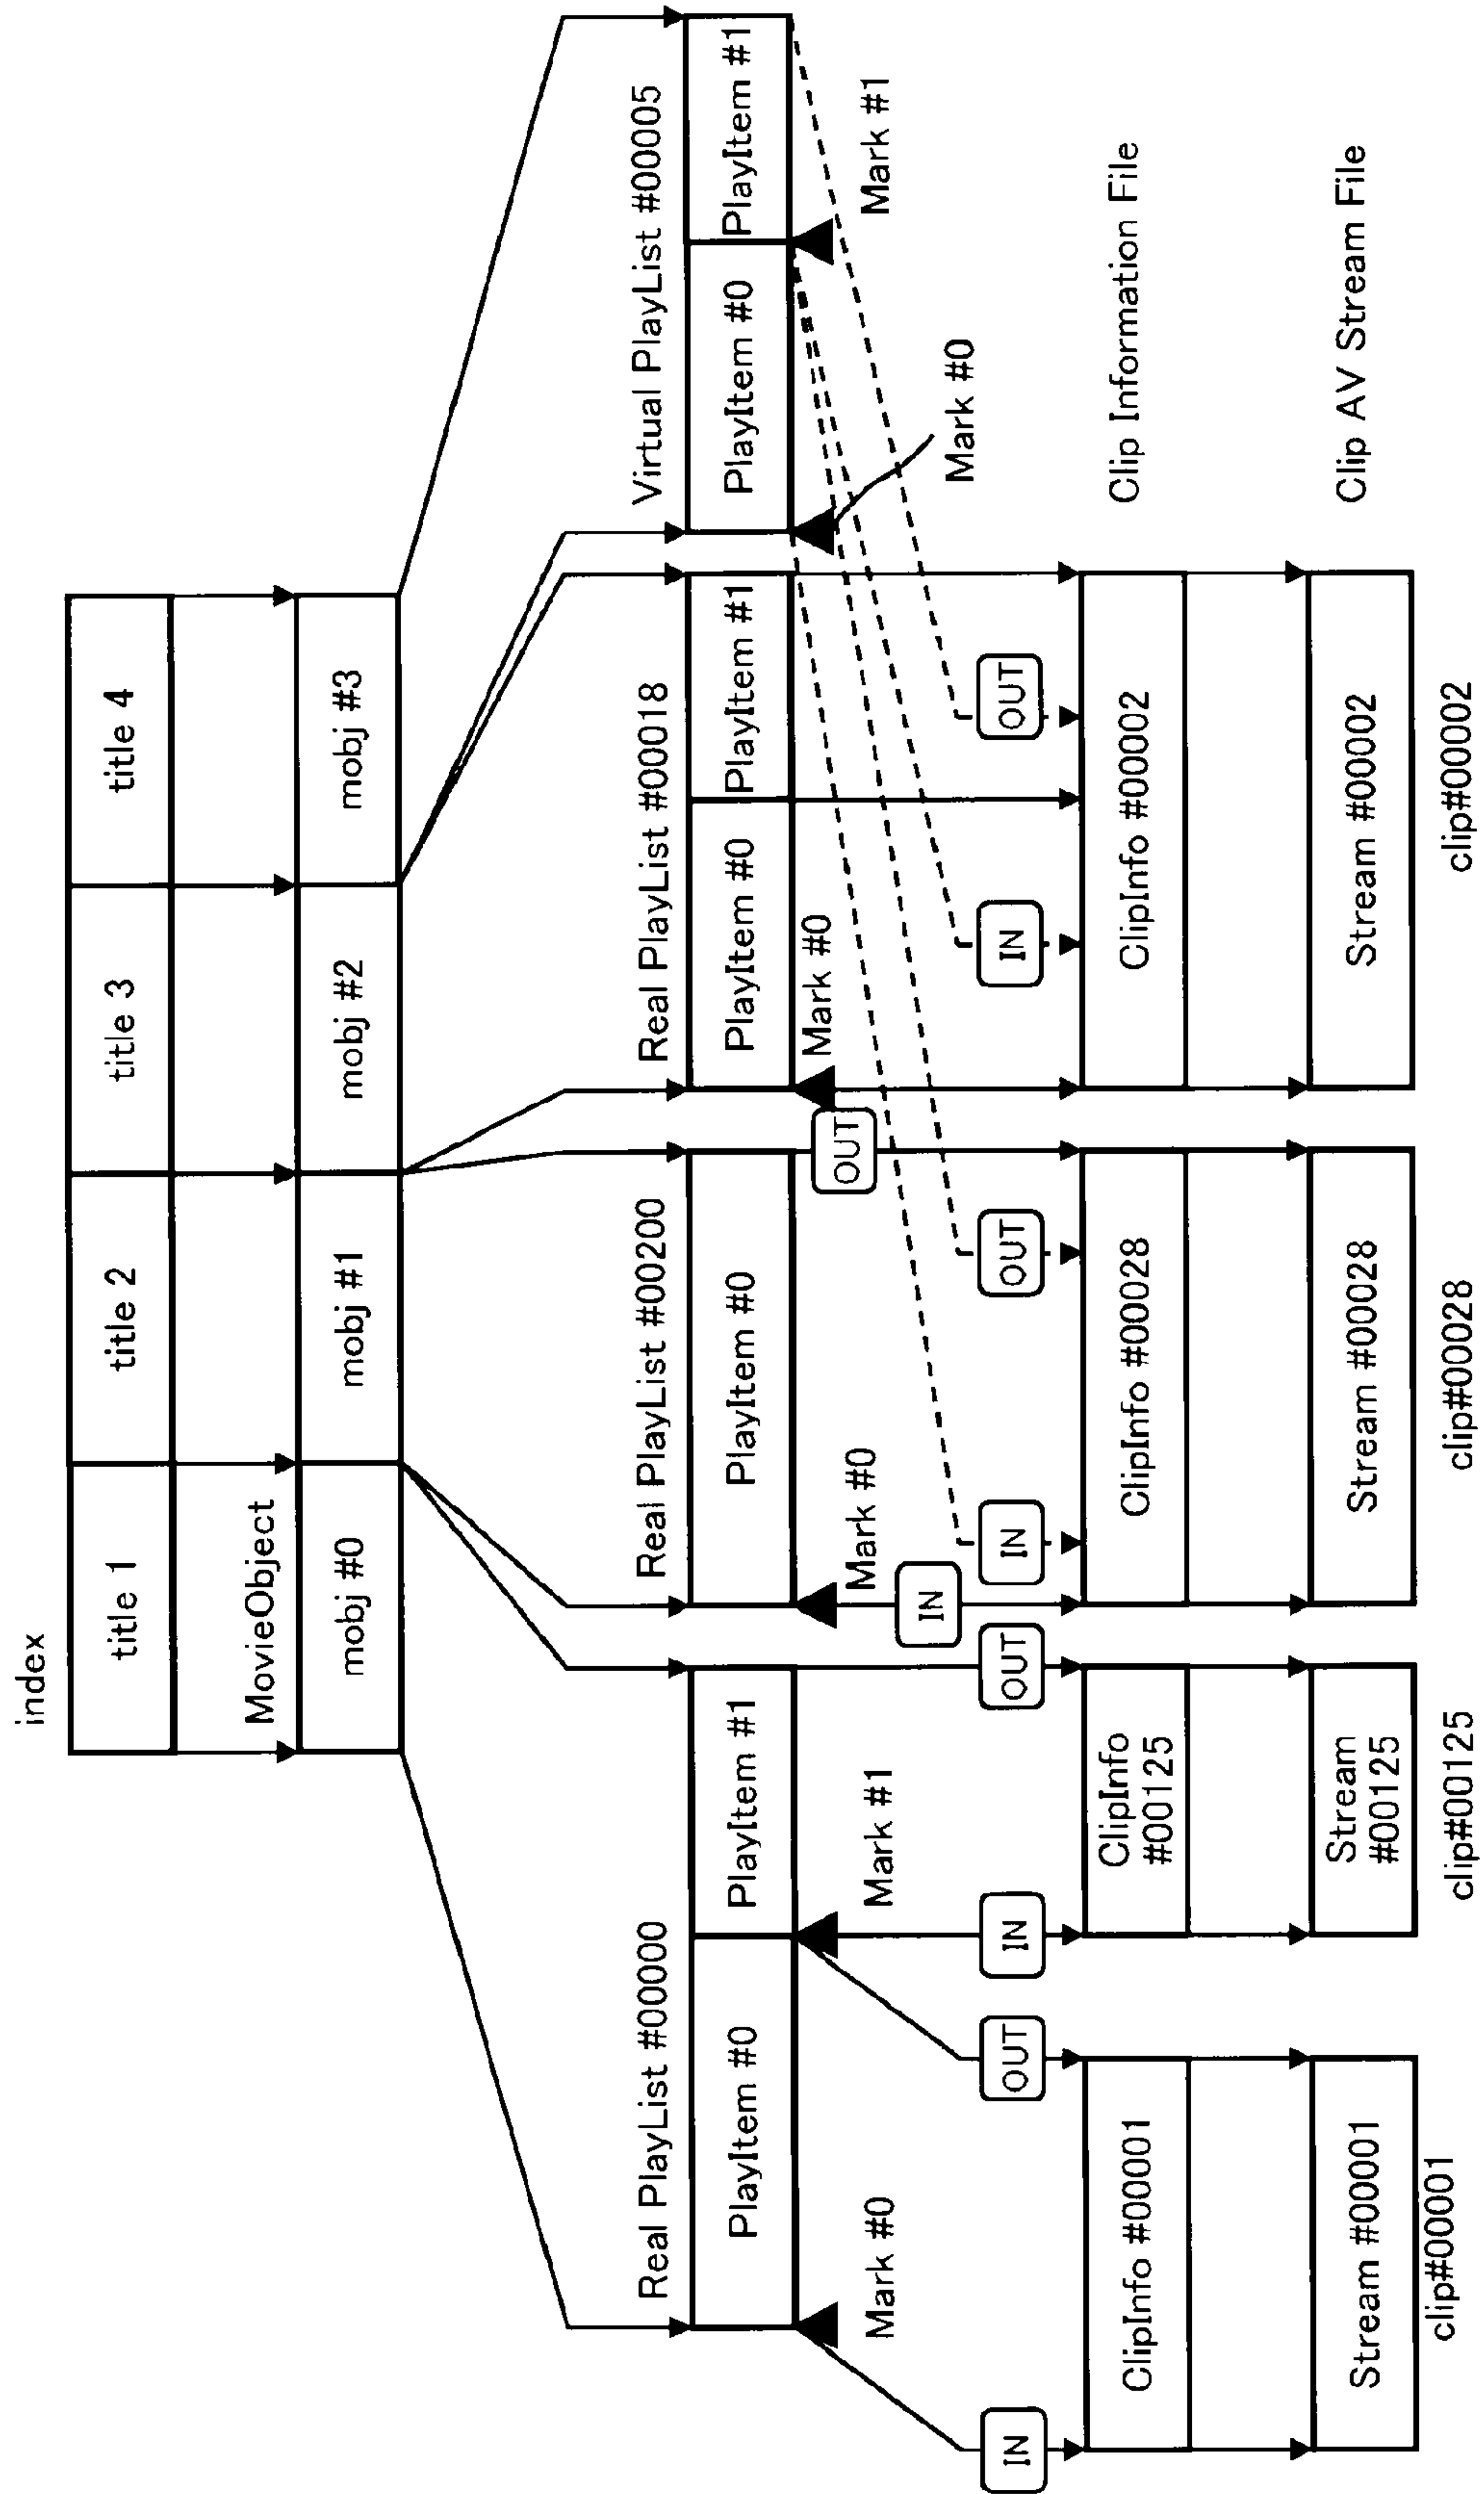 index
title 1
title 2
title 3
title 4
MovieObject
mobj #0
mobj #1
mobj #2
mobj #3
Real PlayList #00000
Real PlayList #00200
Real PlayList #00018
Virtual PlayList #00005
PlayItem #0
PlayItem #1
PlayItem #0
PlayItem #0
PlayItem #1
PlayItem #0
PlayItem #1
Mark #0
Mark #1
Mark #0
Mark #0
Mark #0
Mark #1
OUT
IN
IN
OUT
IN
OUT
IN
OUT
IN
OUT
ClipInfo #00001
ClipInfo
#00125
ClipInfo #00028
ClipInfo #00002
Clip Information File
Stream #00001
Stream
#00125
Stream #00028
Stream #00002
Clip AV Stream File
clip#00001
clip#00125
clip#00028
clip#00002